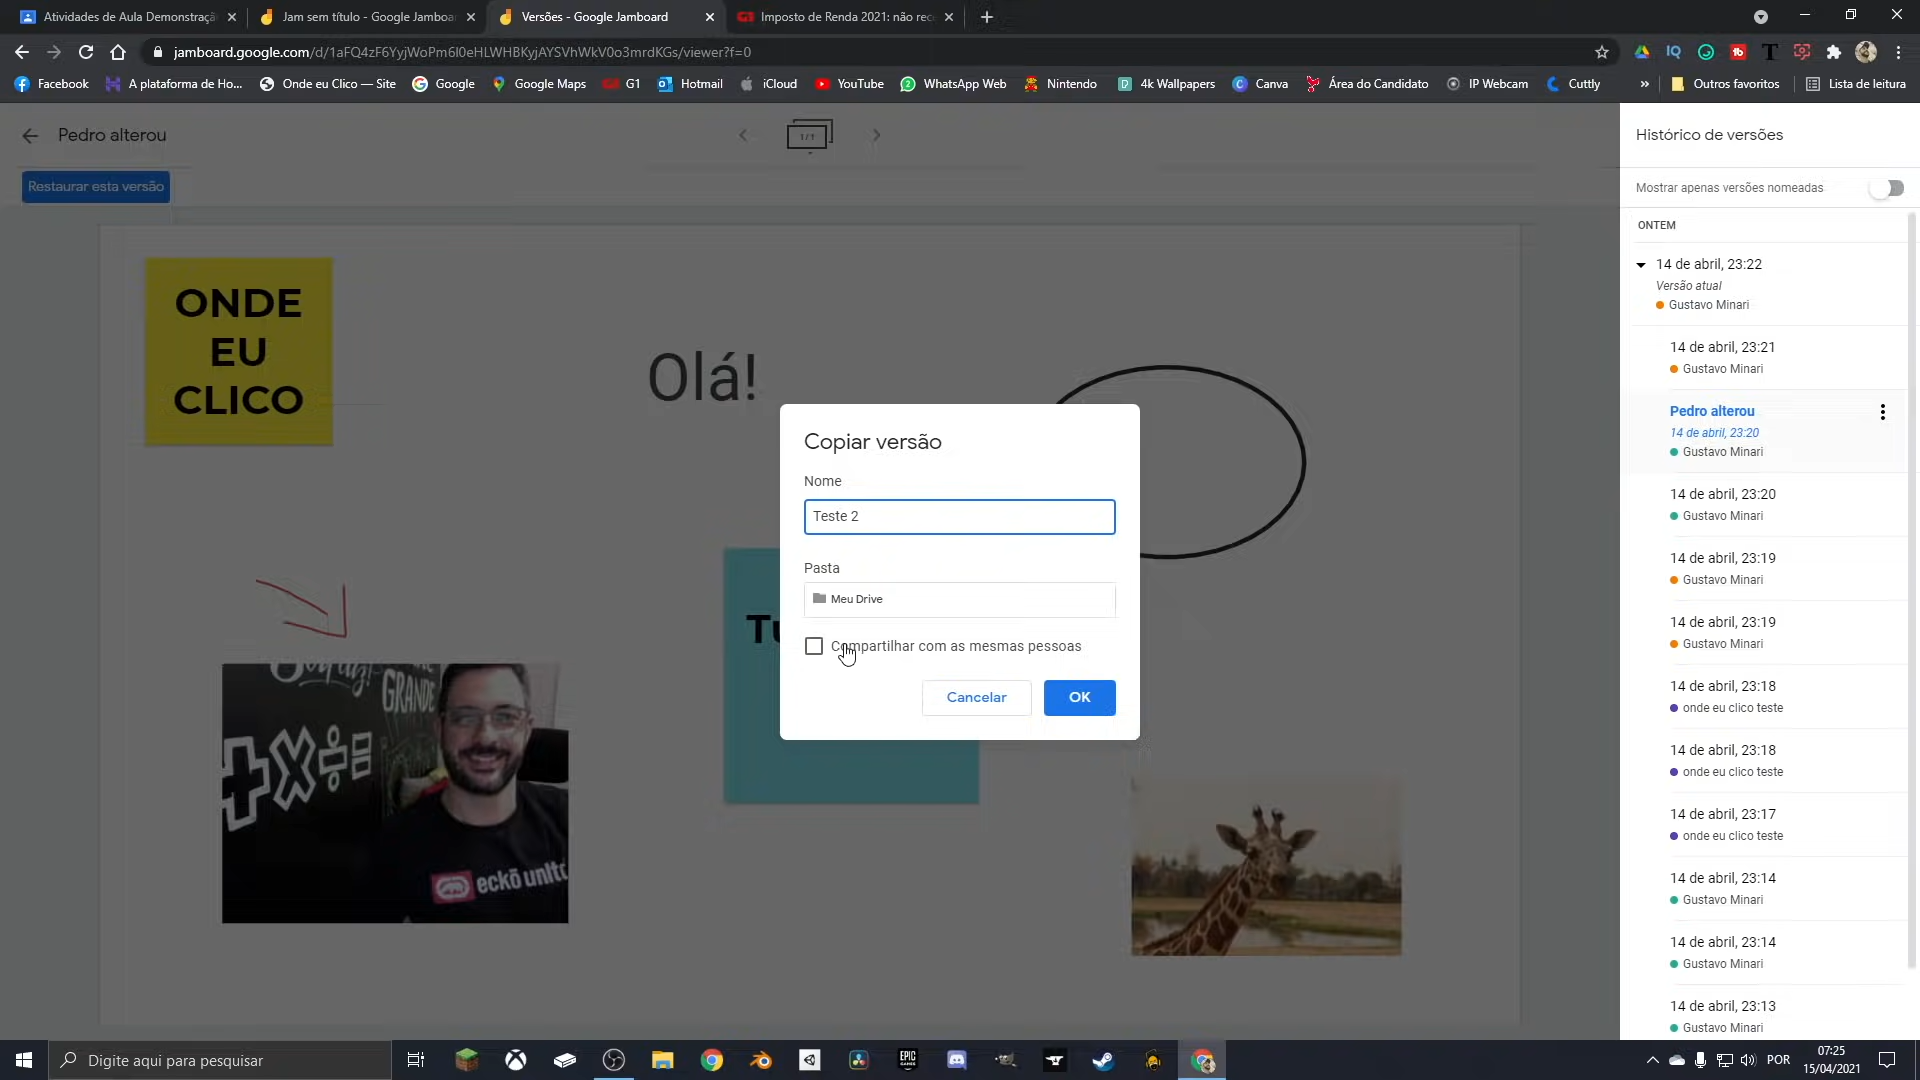 Atividades de Aula Demonstraçã
Jam sem título - Google Jamboar
Versões - Google Jamboard
Imposto de Renda 2021: não rec
jamboard.google.com/d/1aFQ4zF6YyjWoPm6I0eHLWHBKyjAYSVhWkV0o3mrdKGs/viewer?f=0
Facebook
A plataforma de Ho...
Onde eu Clico — Site
Google
Google Maps
G1
Hotmail
iCloud
YouTube
WhatsApp Web
Nintendo
4k Wallpapers
Canva
Área do Candidato
IP Webcam
Cuttly
»
Outros favoritos
Lista de leitura
Pedro alterou
1/1
Restaurar esta versão
ONDE
EU
CLICO
Olá!
Tu
GRANDE
eckō unltd
Copiar versão
Nome
Teste 2
Pasta
Meu Drive
Compartilhar com as mesmas pessoas
Cancelar
OK
Histórico de versões
Mostrar apenas versões nomeadas
ONTEM
14 de abril, 23:22
Versão atual
Gustavo Minari
14 de abril, 23:21
Gustavo Minari
Pedro alterou
14 de abril, 23:20
Gustavo Minari
14 de abril, 23:20
Gustavo Minari
14 de abril, 23:19
Gustavo Minari
14 de abril, 23:19
Gustavo Minari
14 de abril, 23:18
onde eu clico teste
14 de abril, 23:18
onde eu clico teste
14 de abril, 23:17
onde eu clico teste
14 de abril, 23:14
Gustavo Minari
14 de abril, 23:14
Gustavo Minari
14 de abril, 23:13
Gustavo Minari
Digite aqui para pesquisar
EPIC
GAMES
POR
07:25
15/04/2021